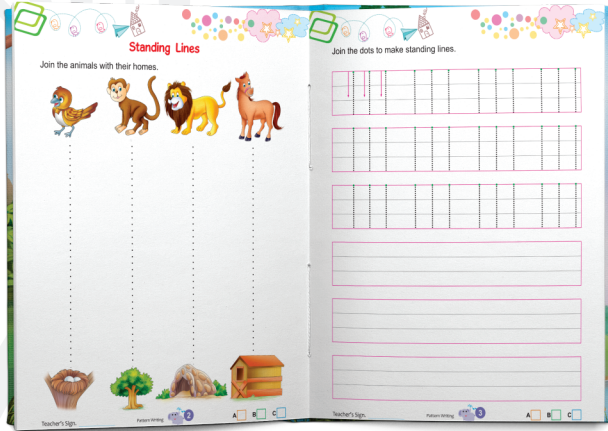 Standing Lines
Join the animals with their homes.
Teacher's Sign.
Pattern Writing
2
A
B
C
Join the dots to make standing lines.
Teacher's Sign.
Pattern Writing
3
A
B
C